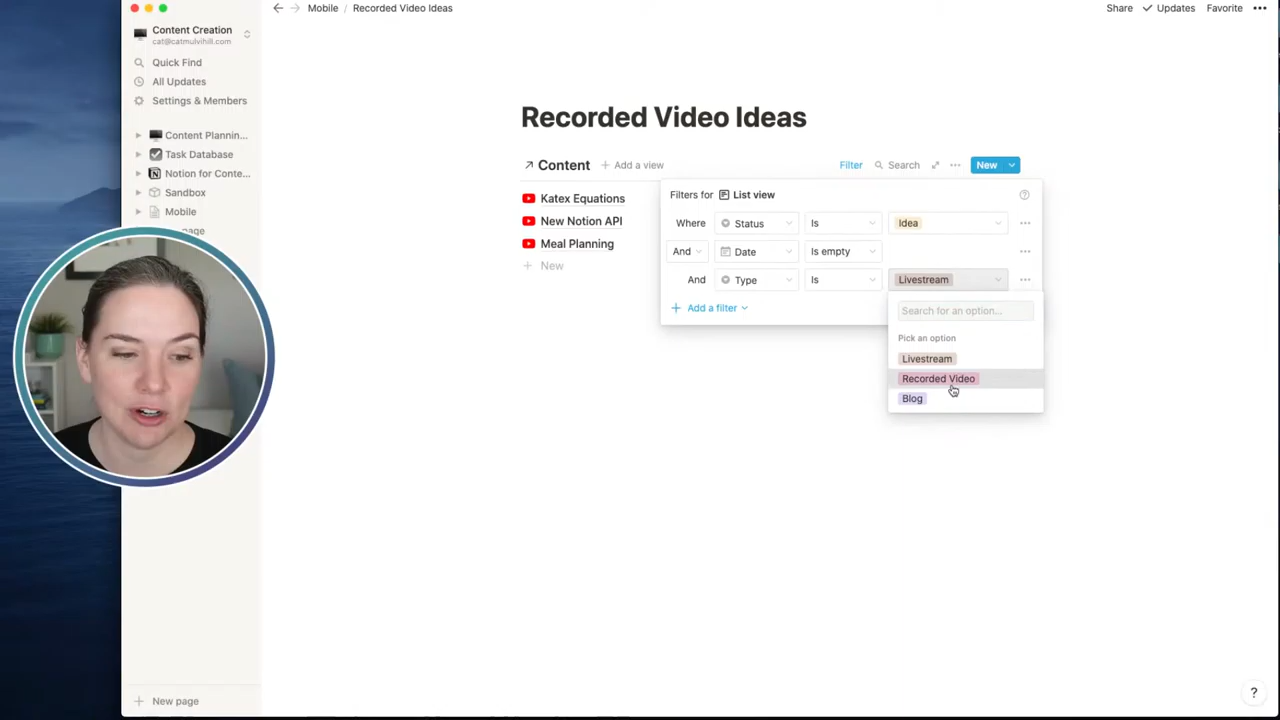 Mobile / Recorded Video Ideas
Share Updates Favorite
Content Creation
cat@catmulvihill.com
Quick Find
All Updates
Settings & Members
Content Plannin...
Task Database
Notion for Conte...
Sandbox
Mobile
page
New page
Recorded Video Ideas
Content Add a view Filter Search New
Katex Equations
New Notion API
Meal Planning
New
Filters for List view
Where Status Is Idea
And Date Is empty
And Type Is Livestream
Add a filter
Search for an option...
Pick an option
Livestream
Recorded Video
Blog
?